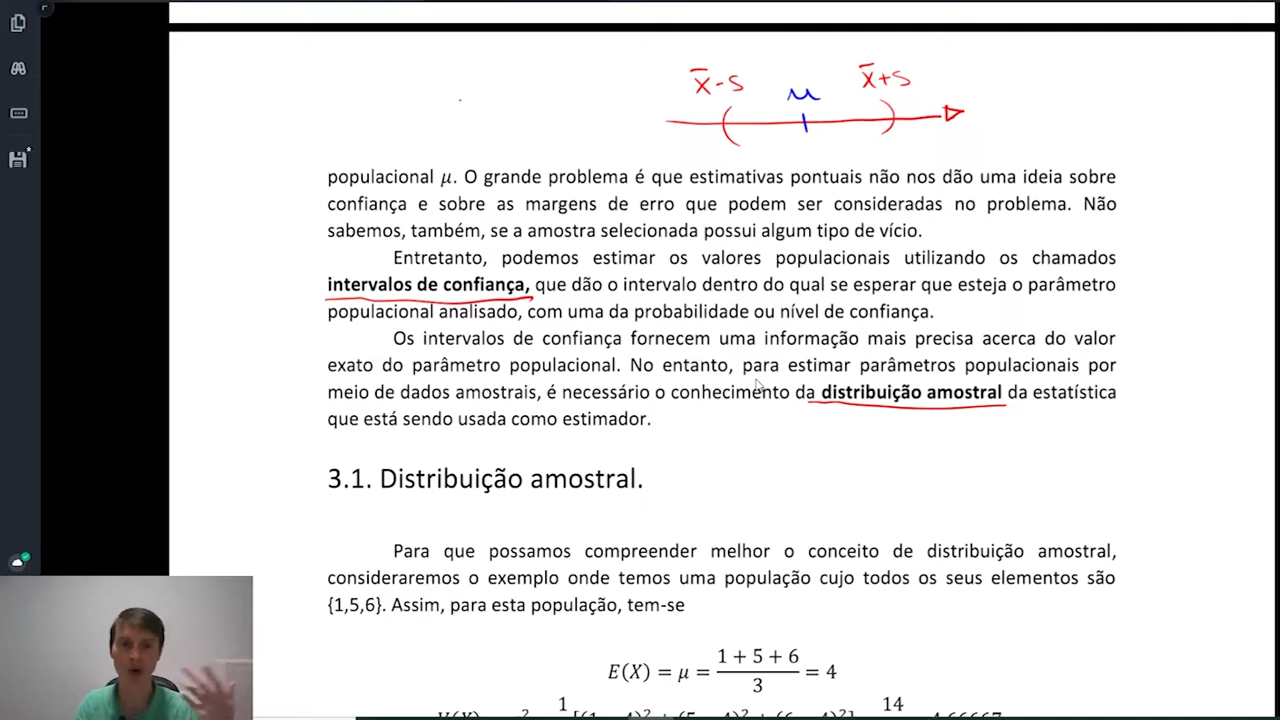 x̄-s μ x̄+s
populacional μ. O grande problema é que estimativas pontuais não nos dão uma ideia sobre
confiança e sobre as margens de erro que podem ser consideradas no problema. Não
sabemos, também, se a amostra selecionada possui algum tipo de vício.
Entretanto, podemos estimar os valores populacionais utilizando os chamados
intervalos de confiança, que dão o intervalo dentro do qual se esperar que esteja o parâmetro
populacional analisado, com uma da probabilidade ou nível de confiança.
Os intervalos de confiança fornecem uma informação mais precisa acerca do valor
exato do parâmetro populacional. No entanto, para estimar parâmetros populacionais por
meio de dados amostrais, é necessário o conhecimento da distribuição amostral da estatística
que está sendo usada como estimador.
3.1. Distribuição amostral.
Para que possamos compreender melhor o conceito de distribuição amostral,
consideraremos o exemplo onde temos uma população cujo todos os seus elementos são
{1,5,6}. Assim, para esta população, tem-se
E(X) = μ = \frac{1 + 5 + 6}{3} = 4